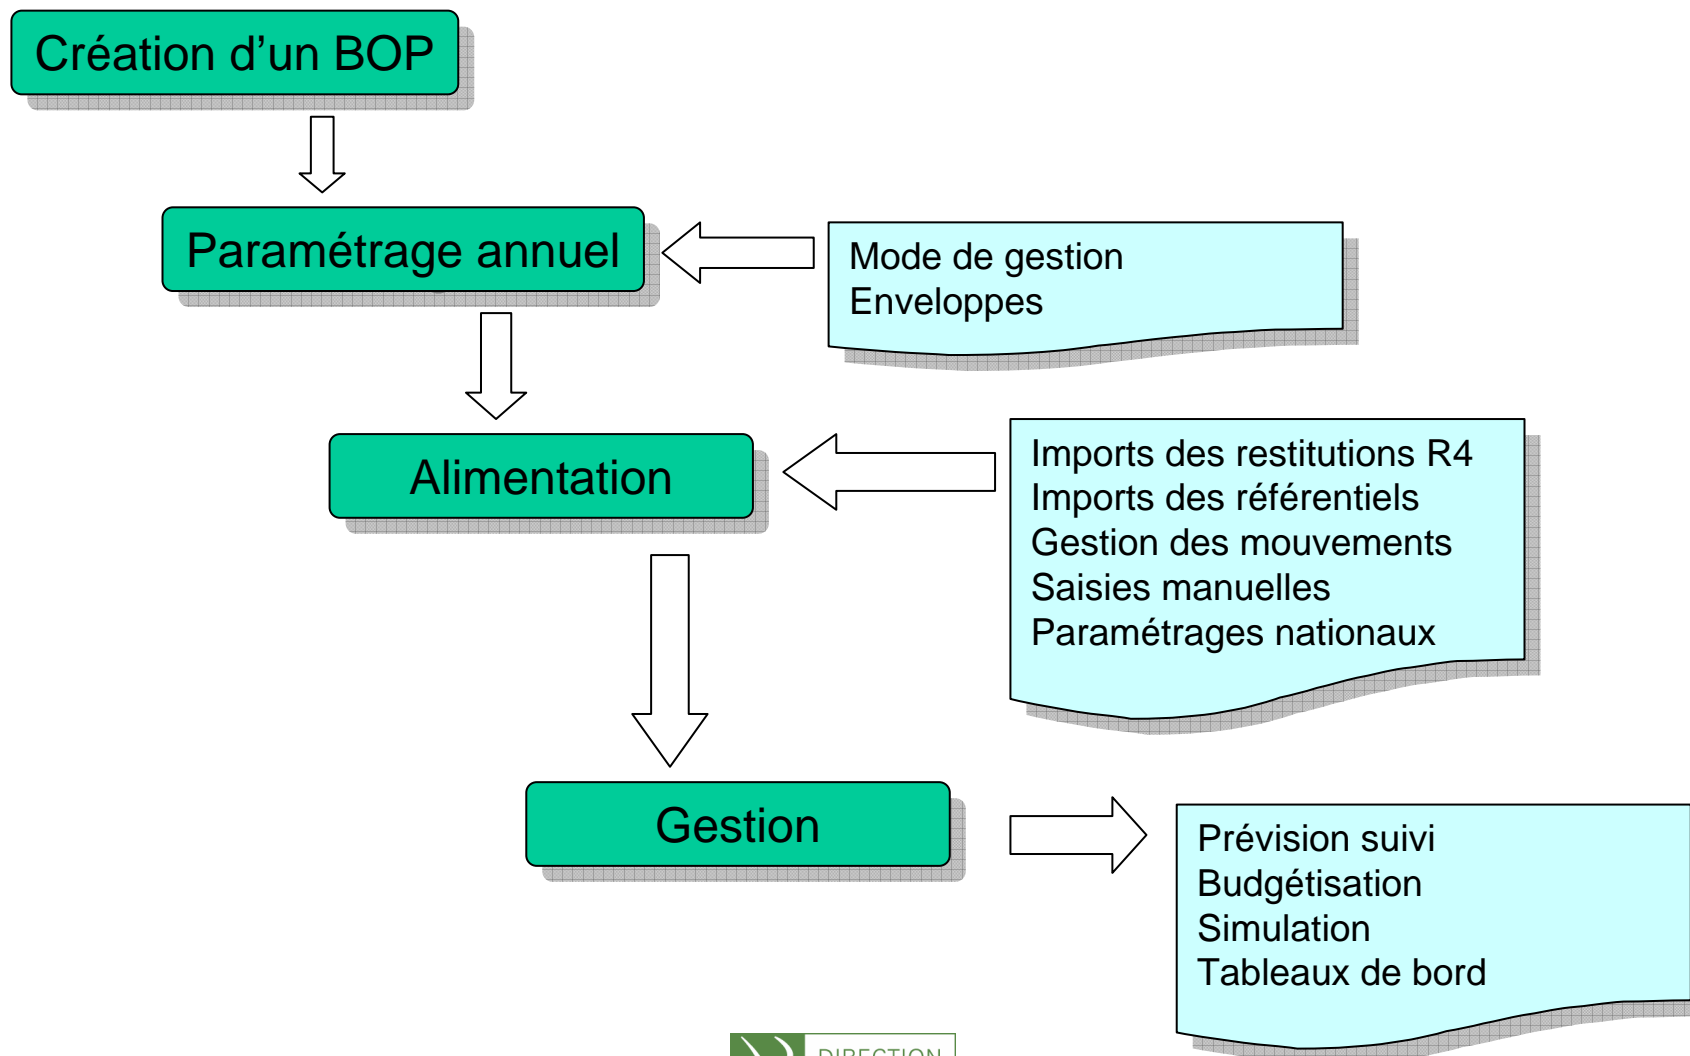 Création d’un BOP
Paramétrage annuel
Mode de gestion
Enveloppes
Alimentation
Imports des restitutions R4
Imports des référentiels
Gestion des mouvements
Saisies manuelles
Paramétrages nationaux
Gestion
Prévision suivi
Budgétisation
Simulation
Tableaux de bord
DIRECTION